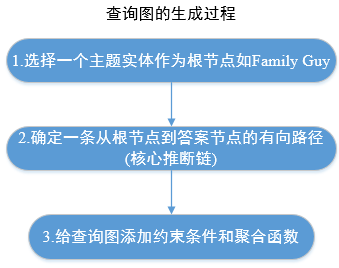 查询图的生成过程
1.选择一个主题实体作为根节点如Family Guy
2.确定一条从根节点到答案节点的有向路径
(核心推断链)
3.给查询图添加约束条件和聚合函数